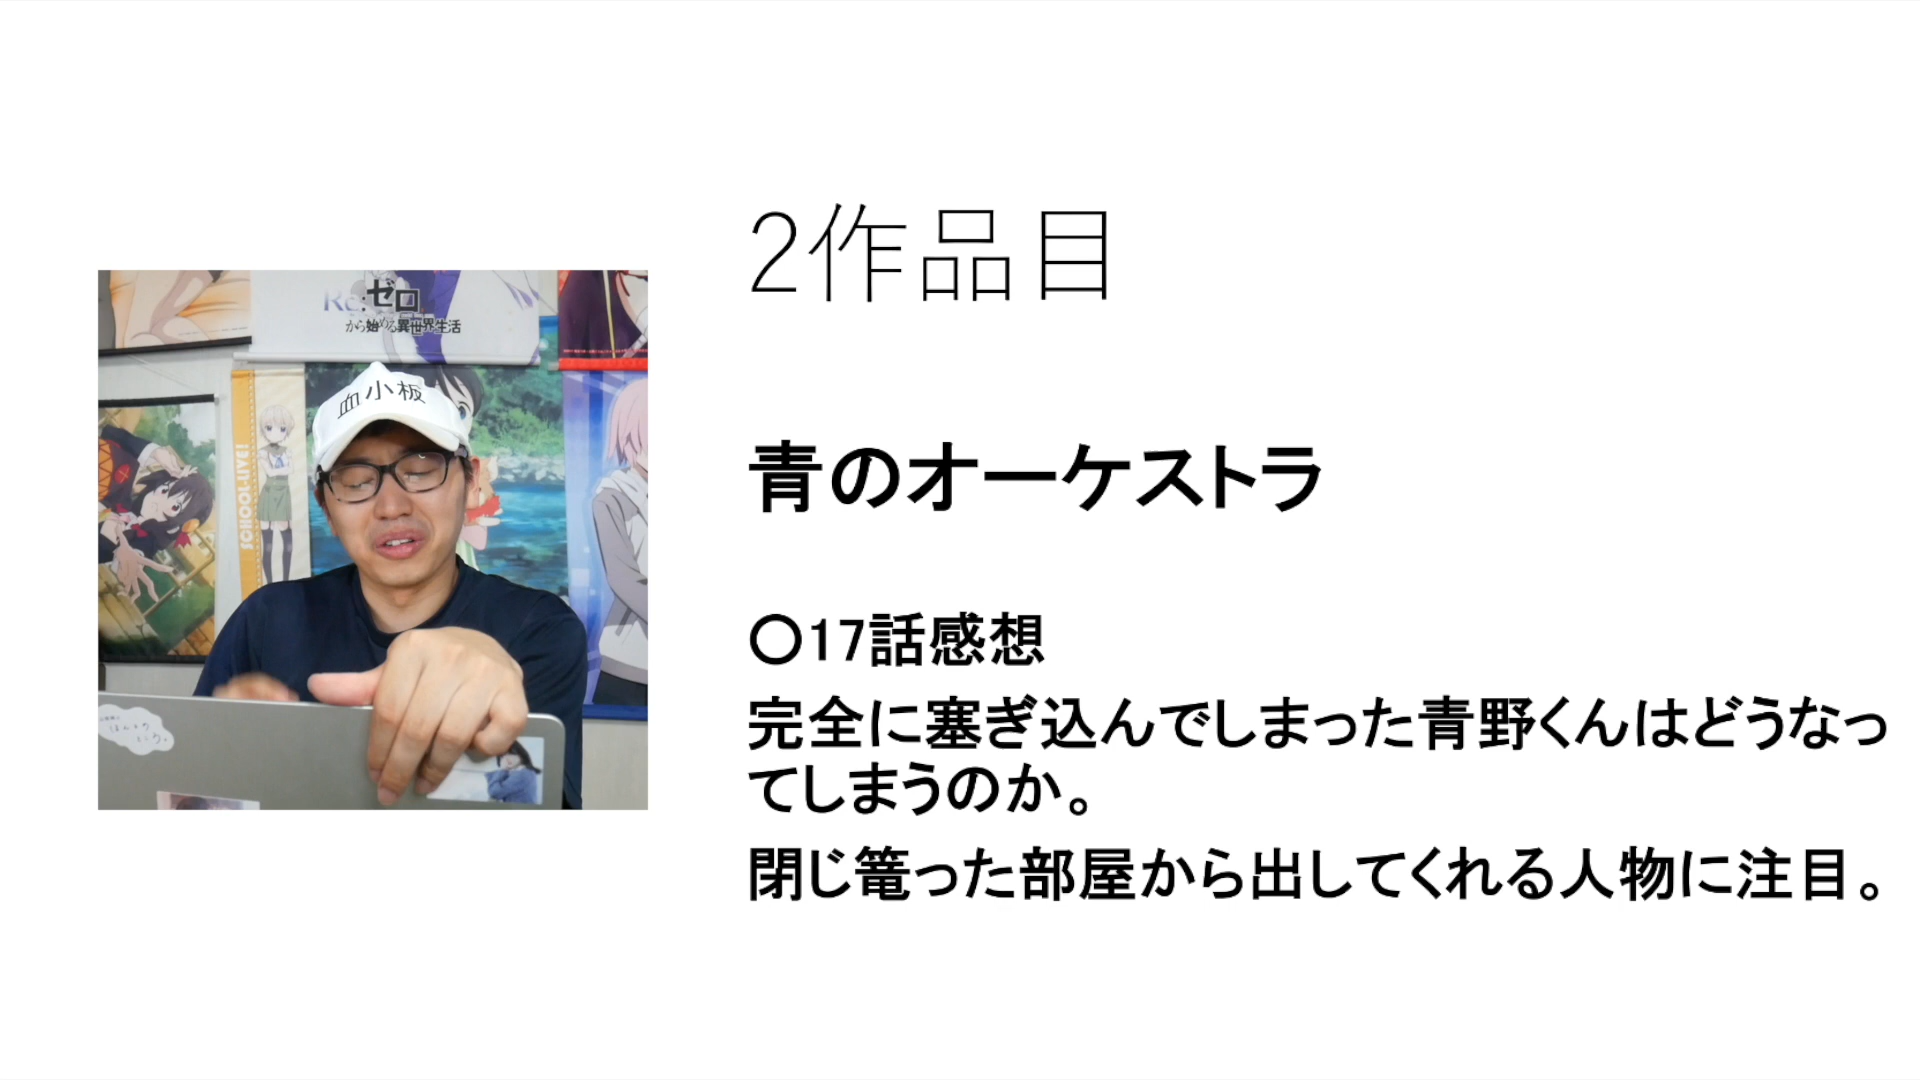 2作品目
青のオーケストラ
〇17話感想
完全に塞ぎ込んでしまった青野くんはどうなっ
てしまうのか。
閉じ篭った部屋から出してくれる人物に注目。
Re:ゼロ
から始める異世界生活
血小板
SCHOOL-LIVE!